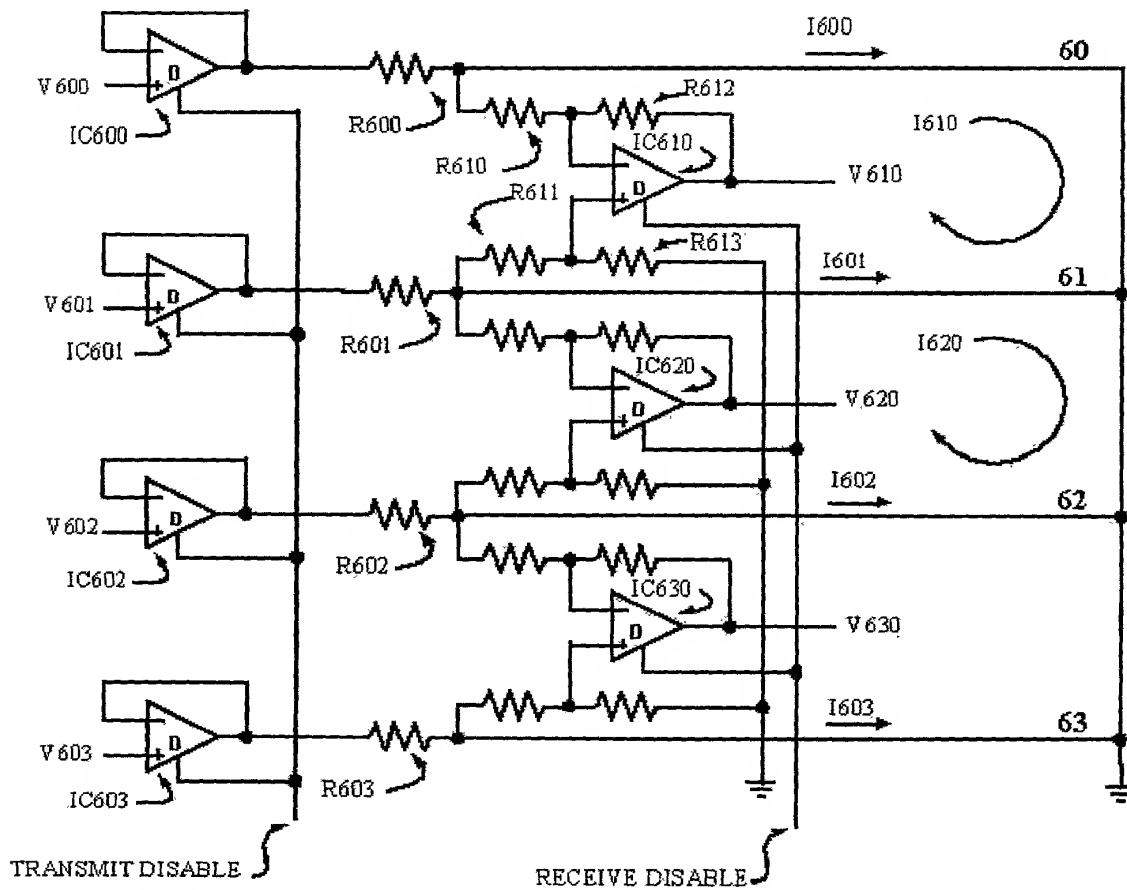 I600
60
V600
D
IC600
R600
R612
R610
IC610
I610
D
V610
R611
R613
I601
61
V601
D
IC601
R601
IC620
I620
D
V620
I602
62
V602
D
IC602
R602
IC630
D
V630
I603
63
V603
D
IC603
R603
TRANSMIT DISABLE
RECEIVE DISABLE